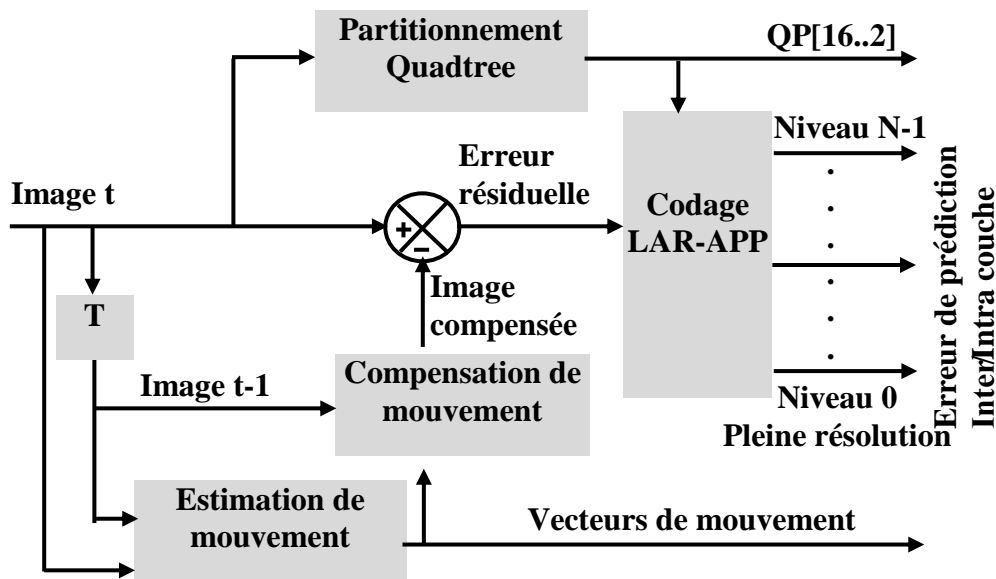 Partitionnement
Quadtree
QP[16..2]
Niveau N-1
Erreur
résiduelle
Image t
Codage
LAR-APP
+
−
T
Image
compensée
Image t-1
Compensation de
mouvement
Niveau 0
Pleine résolution
Erreur de prédiction
Inter/Intra couche
Estimation de
mouvement
Vecteurs de mouvement